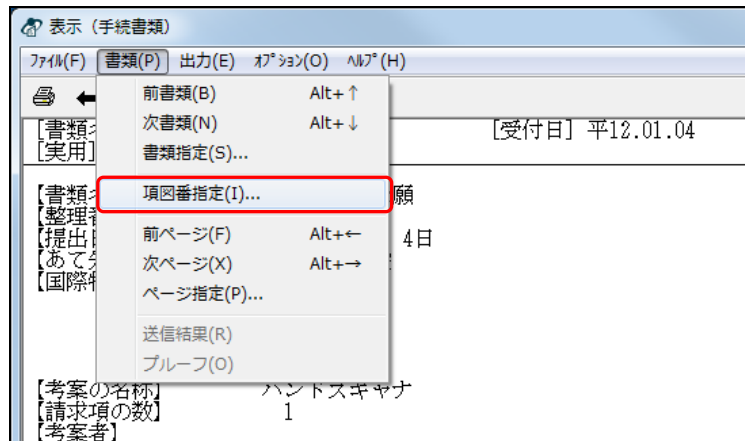 表示（手続書類）
ﾌｧｲﾙ(F) 書類(P) 出力(E) ｵﾌﾟｼｮﾝ(O) ﾍﾙﾌﾟ(H)
前書類(B) Alt+↑
次書類(N) Alt+↓
書類指定(S)...
項図番指定(I)...
前ページ(F) Alt+←
次ページ(X) Alt+→
ページ指定(P)...
送信結果(R)
プルーフ(O)
[書類 [受付日] 平12.01.04
[実用]
【書類 願
【整理
【提出 4日
【あて
【国際
【考案の名称】 ハンドスキャナ
【請求項の数】 1
【考案者】